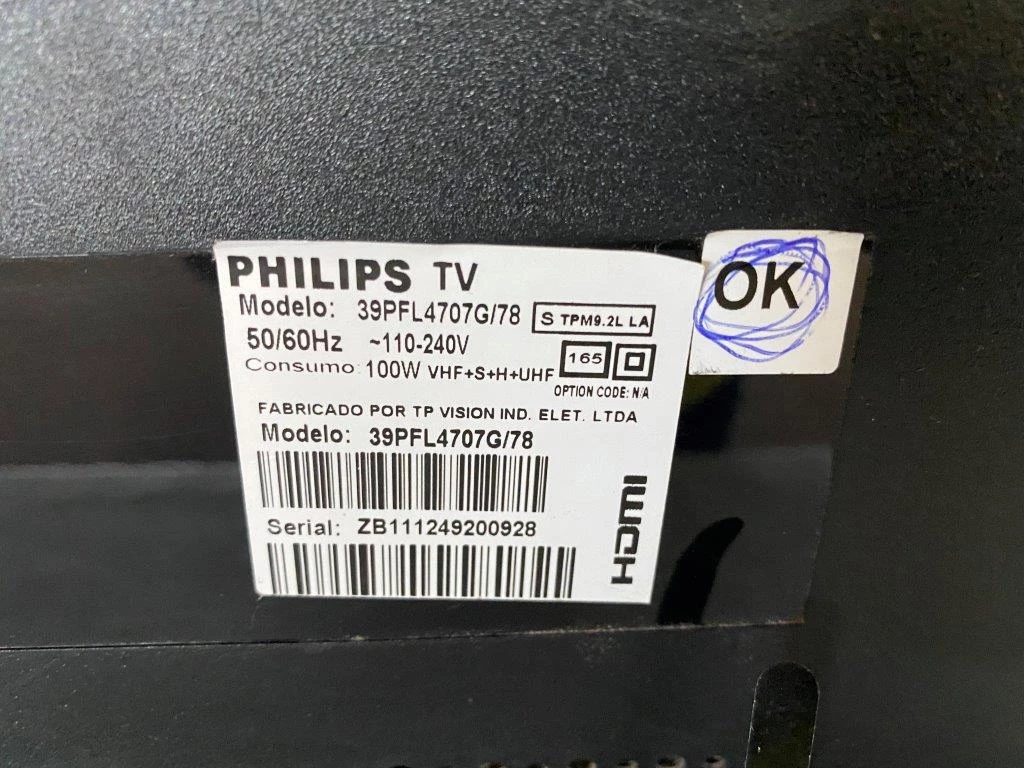 PHILIPS TV
Modelo: 39PFL4707G/78 S TPM9.2L LA
50/60Hz ~110-240V 165
Consumo: 100W VHF+S+H+UHF
OPTION CODE: N/A
FABRICADO POR TP VISION IND. ELET. LTDA
Modelo: 39PFL4707G/78
Serial: ZB111249200928
HDMI
OK